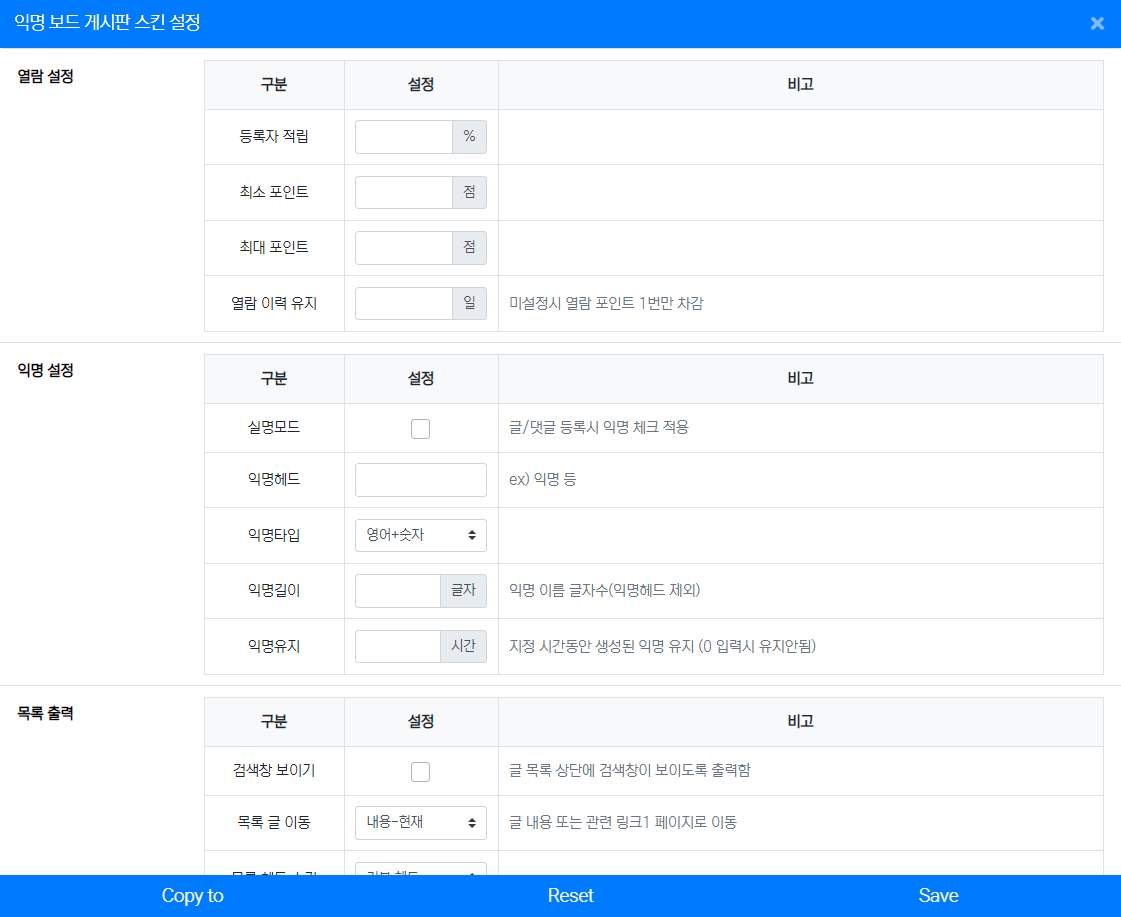 익명 보드 게시판 스킨 설정 ×
열람 설정
구분 설정 비고
등록자 적립 %
최소 포인트 점
최대 포인트 점
열람 이력 유지 일 미설정시 열람 포인트 1번만 차감
익명 설정
구분 설정 비고
실명모드 글/댓글 등록시 익명 체크 적용
익명헤드 ex) 익명 등
익명타입 영어+숫자
익명길이 글자 익명 이름 글자수(익명헤드 제외)
익명유지 시간 지정 시간동안 생성된 익명 유지 (0 입력시 유지안됨)
목록 출력
구분 설정 비고
검색창 보이기 글 목록 상단에 검색창이 보이도록 출력함
목록 글 이동 내용-현재 글 내용 또는 관련 링크1 페이지로 이동
Copy to Reset Save